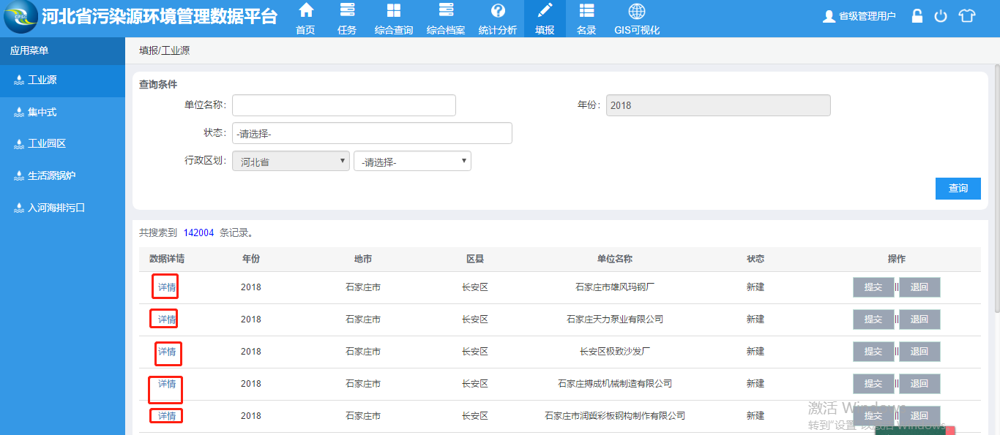 CPSC
河北省污染源环境管理数据平台
首页 任务 综合查询 综合档案 统计分析 填报 名录 GIS可视化
省级管理用户
应用菜单
工业源
集中式
工业园区
生活源锅炉
入河海排污口
填报/工业源
查询条件
单位名称：
年份： 2018
状态： -请选择-
行政区划： 河北省 -请选择-
查询
共搜索到 142004 条记录。
数据详情 年份 地市 区县 单位名称 状态 操作
详情 2018 石家庄市 长安区 石家庄市雄风玛钢厂 新建 提交 || 退回
详情 2018 石家庄市 长安区 石家庄天力泵业有限公司 新建 提交 || 退回
详情 2018 石家庄市 长安区 长安区极致沙发厂 新建 提交 || 退回
详情 2018 石家庄市 长安区 石家庄搏成机械制造有限公司 新建 提交 || 退回
详情 2018 石家庄市 长安区 石家庄市润冀彩板钢构制作有限公司 新建 提交 || 退回
激活 Windows
转到"设置"以激活 Windows。